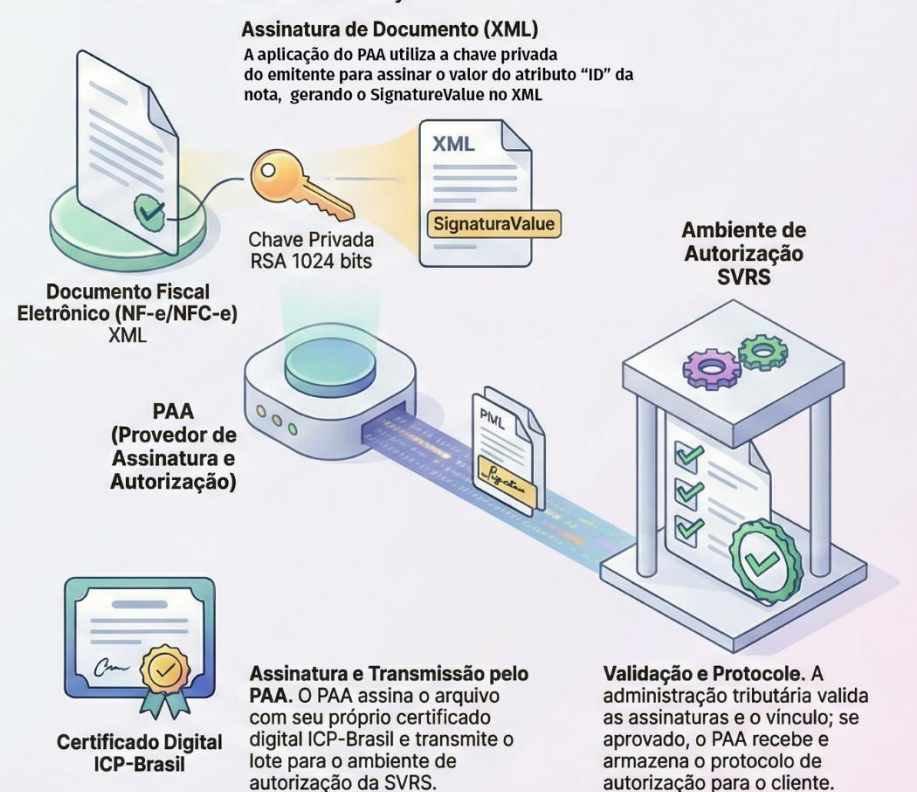 Assinatura de Documento (XML)
A aplicação do PAA utiliza a chave privada
do emitente para assinar o valor do atributo “ID” da
nota, gerando o SignatureValue no XML
XML
SignaturaValue
Chave Privada
RSA 1024 bits
Documento Fiscal
Eletrônico (NF-e/NFC-e)
XML
Ambiente de
Autorização
SVRS
PAA
(Provedor de
Assinatura e
Autorização)
PML
Certificado Digital
ICP-Brasil
Assinatura e Transmissão pelo
PAA. O PAA assina o arquivo
com seu próprio certificado
digital ICP-Brasil e transmite o
lote para o ambiente de
autorização da SVRS.
Validação e Protocole. A
administração tributária valida
as assinaturas e o vínculo; se
aprovado, o PAA recebe e
armazena o protocolo de
autorização para o cliente.